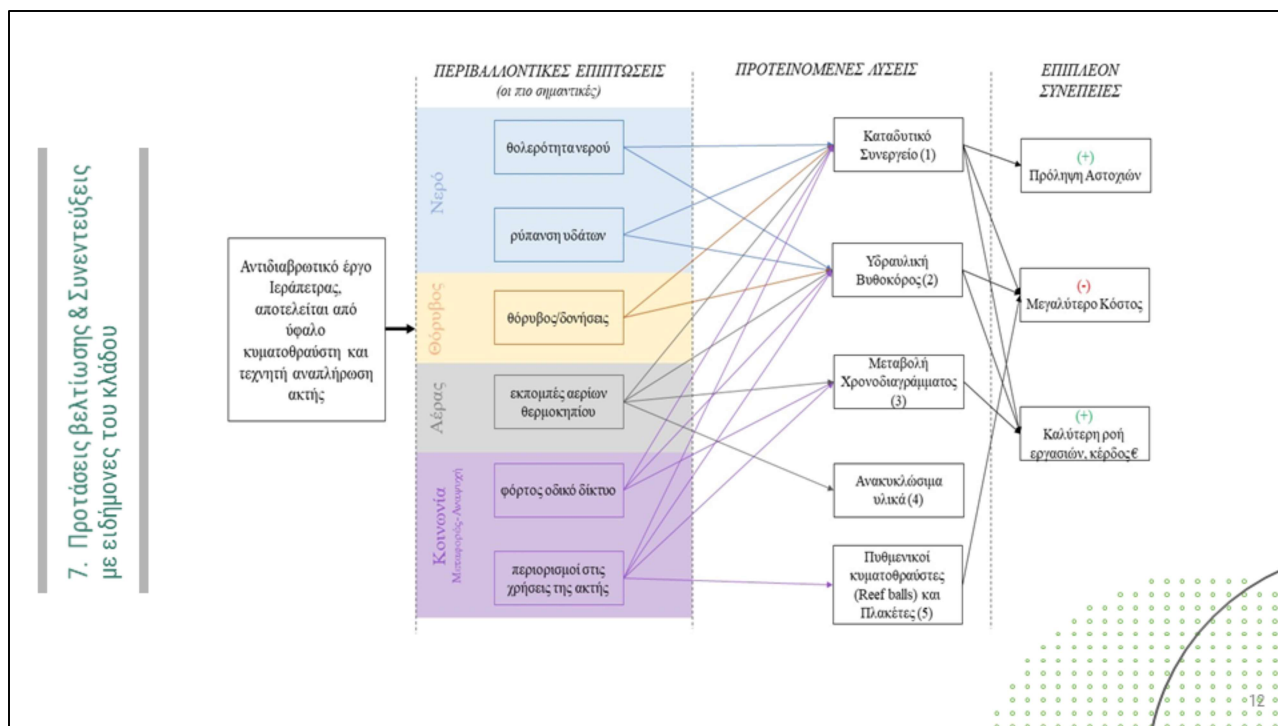 7. Προτάσεις βελτίωσης & Συνεντεύξεις
με ειδήμονες του κλάδου
Αντιδιαβρωτικό έργο
Ιεράπετρας,
αποτελείται από
ύφαλο
κυματοθραύστη και
τεχνητή αναπλήρωση
ακτής
ΠΕΡΙΒΑΛΛΟΝΤΙΚΕΣ ΕΠΙΠΤΩΣΕΙΣ
(οι πιο σημαντικές)
Νερό
θολερότητα νερού
ρύπανση υδάτων
Θόρυβος
θόρυβος/δονήσεις
Αέρας
εκπομπές αερίων
θερμοκηπίου
Κοινωνία
Μεταφορές-Αναψυχή
φόρτος οδικό δίκτυο
περιορισμοί στις
χρήσεις της ακτής
ΠΡΟΤΕΙΝΟΜΕΝΕΣ ΛΥΣΕΙΣ
Καταδυτικό
Συνεργείο (1)
Υδραυλική
Βυθοκόρος (2)
Μεταβολή
Χρονοδιαγράμματος
(3)
Ανακυκλώσιμα
υλικά (4)
Πυθμενικοί
κυματοθραύστες
(Reef balls) και
Πλακέτες (5)
ΕΠΙΠΛΕΟΝ
ΣΥΝΕΠΕΙΕΣ
(+)
Πρόληψη Αστοχιών
(-)
Μεγαλύτερο Κόστος
(+)
Καλύτερη ροή
εργασιών, κέρδος€
12